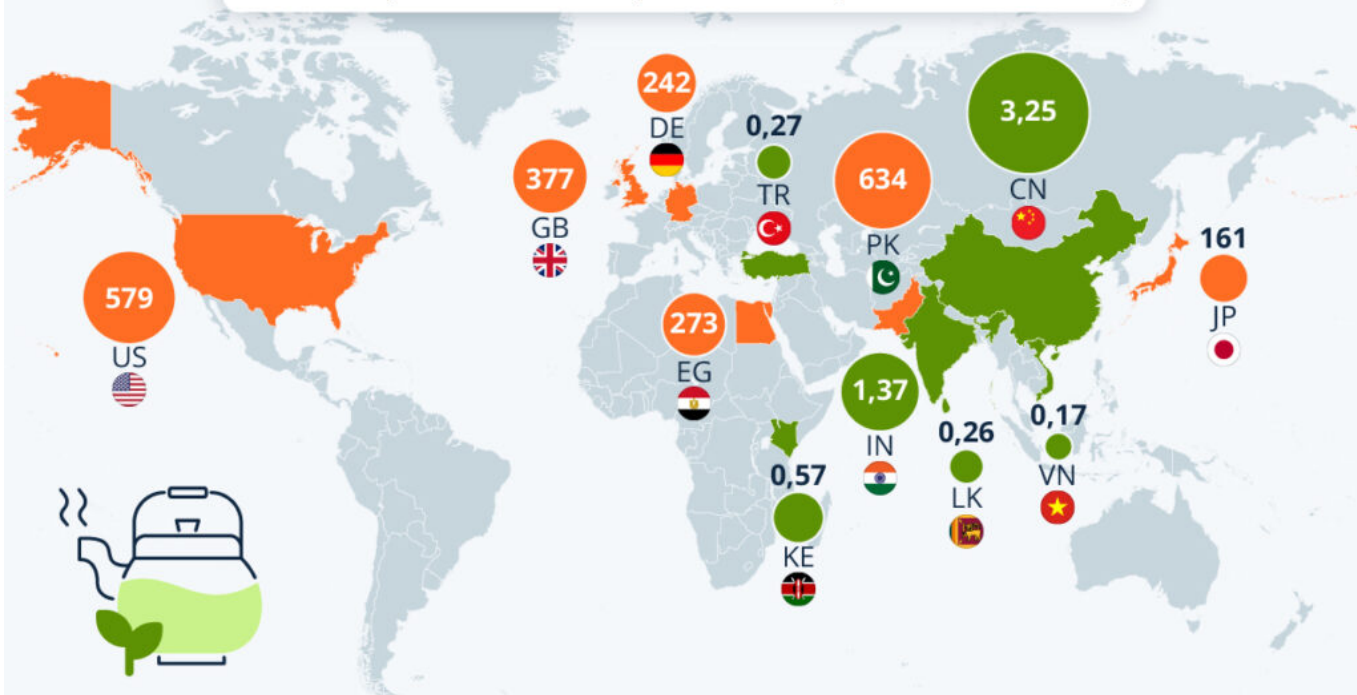 242
DE
0,27
TR
3,25
CN
377
GB
634
PK
161
JP
579
US
273
EG
1,37
IN
0,26
LK
0,17
VN
0,57
KE